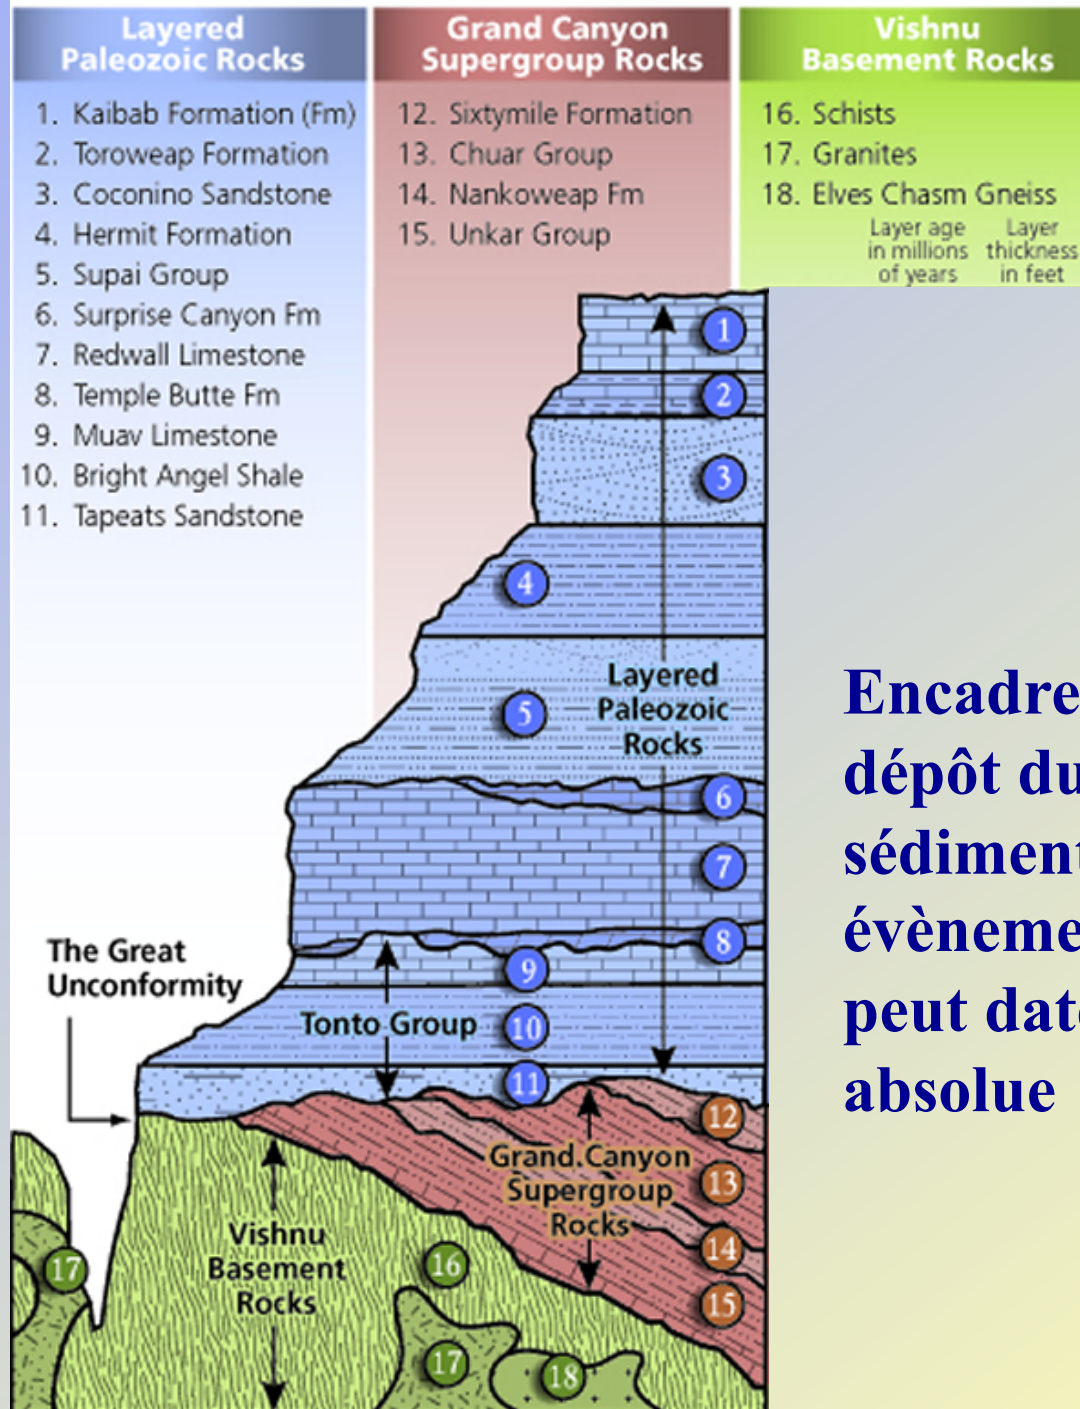 Layered
Paleozoic Rocks
1. Kaibab Formation (Fm)
2. Toroweap Formation
3. Coconino Sandstone
4. Hermit Formation
5. Supai Group
6. Surprise Canyon Fm
7. Redwall Limestone
8. Temple Butte Fm
9. Muav Limestone
10. Bright Angel Shale
11. Tapeats Sandstone
Grand Canyon
Supergroup Rocks
12. Sixtymile Formation
13. Chuar Group
14. Nankoweap Fm
15. Unkar Group
Vishnu
Basement Rocks
16. Schists
17. Granites
18. Elves Chasm Gneiss
Layer age
in millions
of years
Layer
thickness
in feet
1
2
3
4
Layered
Paleozoic
Rocks
5
6
7
8
The Great
Unconformity
9
Tonto Group
10
11
12
Grand Canyon
Supergroup
Rocks
13
14
15
Vishnu
Basement
Rocks
16
17
17
18
Encadre
dépôt du
sédiment
évèneme
peut dat
absolue